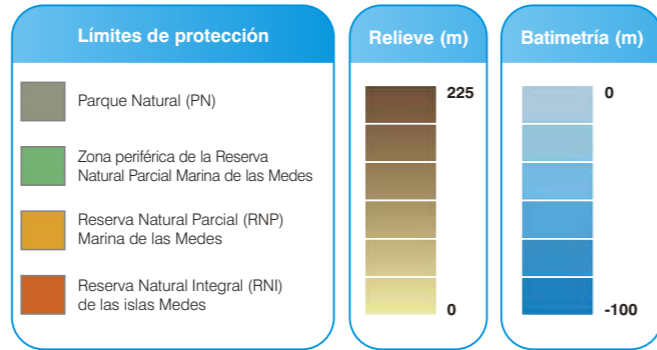 Límites de protección
Parque Natural (PN)
Zona periférica de la Reserva
Natural Parcial Marina de las Medes
Reserva Natural Parcial (RNP)
Marina de las Medes
Reserva Natural Integral (RNI)
de las islas Medes
Relieve (m)
225
0
Batimetría (m)
0
-100